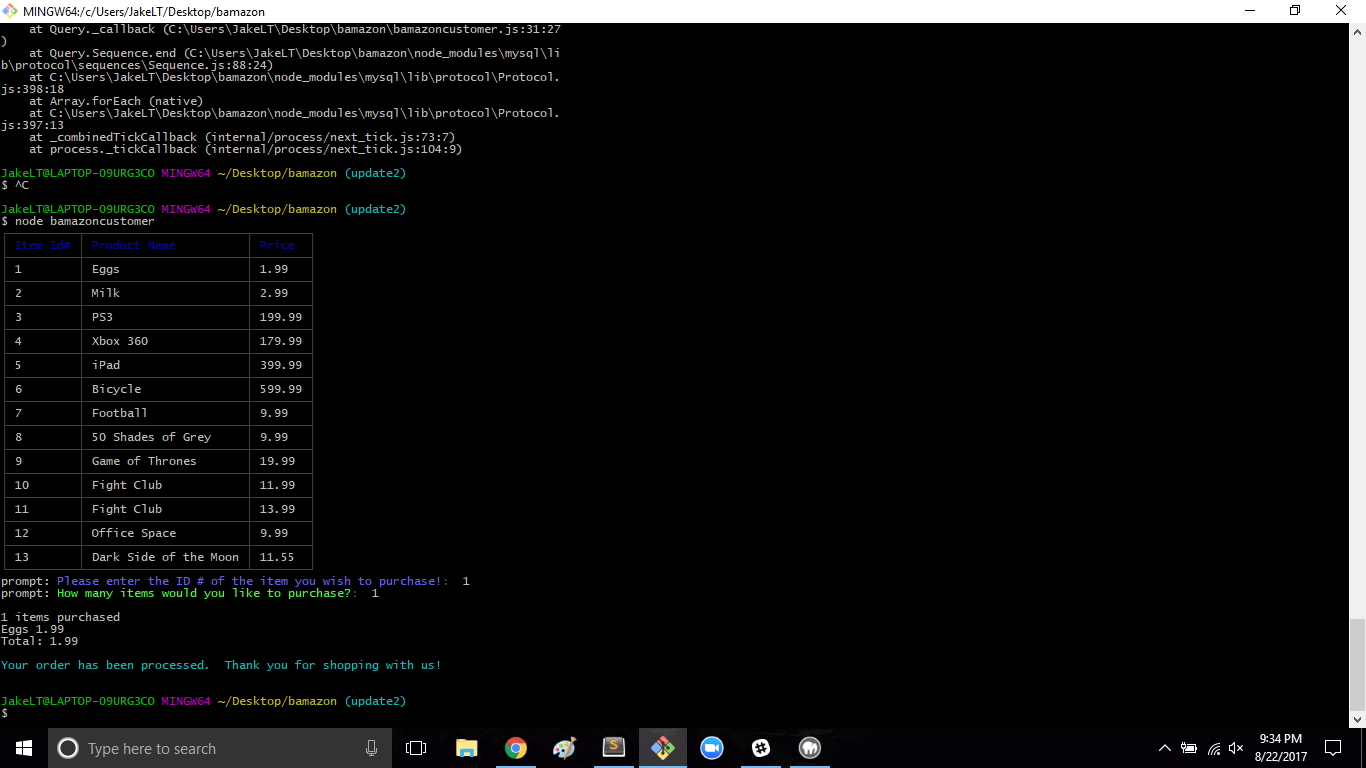 MINGW64:/c/Users/JakeLT/Desktop/bamazon
at Query._callback (C:\Users\JakeLT\Desktop\bamazon\bamazoncustomer.js:31:27
)
at Query.Sequence.end (C:\Users\JakeLT\Desktop\bamazon\node_modules\mysql\li
b\protocol\sequences\Sequence.js:88:24)
at C:\Users\JakeLT\Desktop\bamazon\node_modules\mysql\lib\protocol\Protocol.
js:398:18
at Array.forEach (native)
at C:\Users\JakeLT\Desktop\bamazon\node_modules\mysql\lib\protocol\Protocol.
js:397:13
at _combinedTickCallback (internal/process/next_tick.js:73:7)
at process._tickCallback (internal/process/next_tick.js:104:9)
JakeLT@LAPTOP-O9URG3CO MINGW64 ~/Desktop/bamazon (update2)
$ ^C
JakeLT@LAPTOP-O9URG3CO MINGW64 ~/Desktop/bamazon (update2)
$ node bamazoncustomer
Item Id# Product Name Price
1 Eggs 1.99
2 Milk 2.99
3 PS3 199.99
4 Xbox 360 179.99
5 iPad 399.99
6 Bicycle 599.99
7 Football 9.99
8 50 Shades of Grey 9.99
9 Game of Thrones 19.99
10 Fight Club 11.99
11 Fight Club 13.99
12 Office Space 9.99
13 Dark Side of the Moon 11.55
prompt: Please enter the ID # of the item you wish to purchase!: 1
prompt: How many items would you like to purchase?: 1
1 items purchased
Eggs 1.99
Total: 1.99
Your order has been processed.  Thank you for shopping with us!
JakeLT@LAPTOP-O9URG3CO MINGW64 ~/Desktop/bamazon (update2)
$
Type here to search
S
9:34 PM
8/22/2017